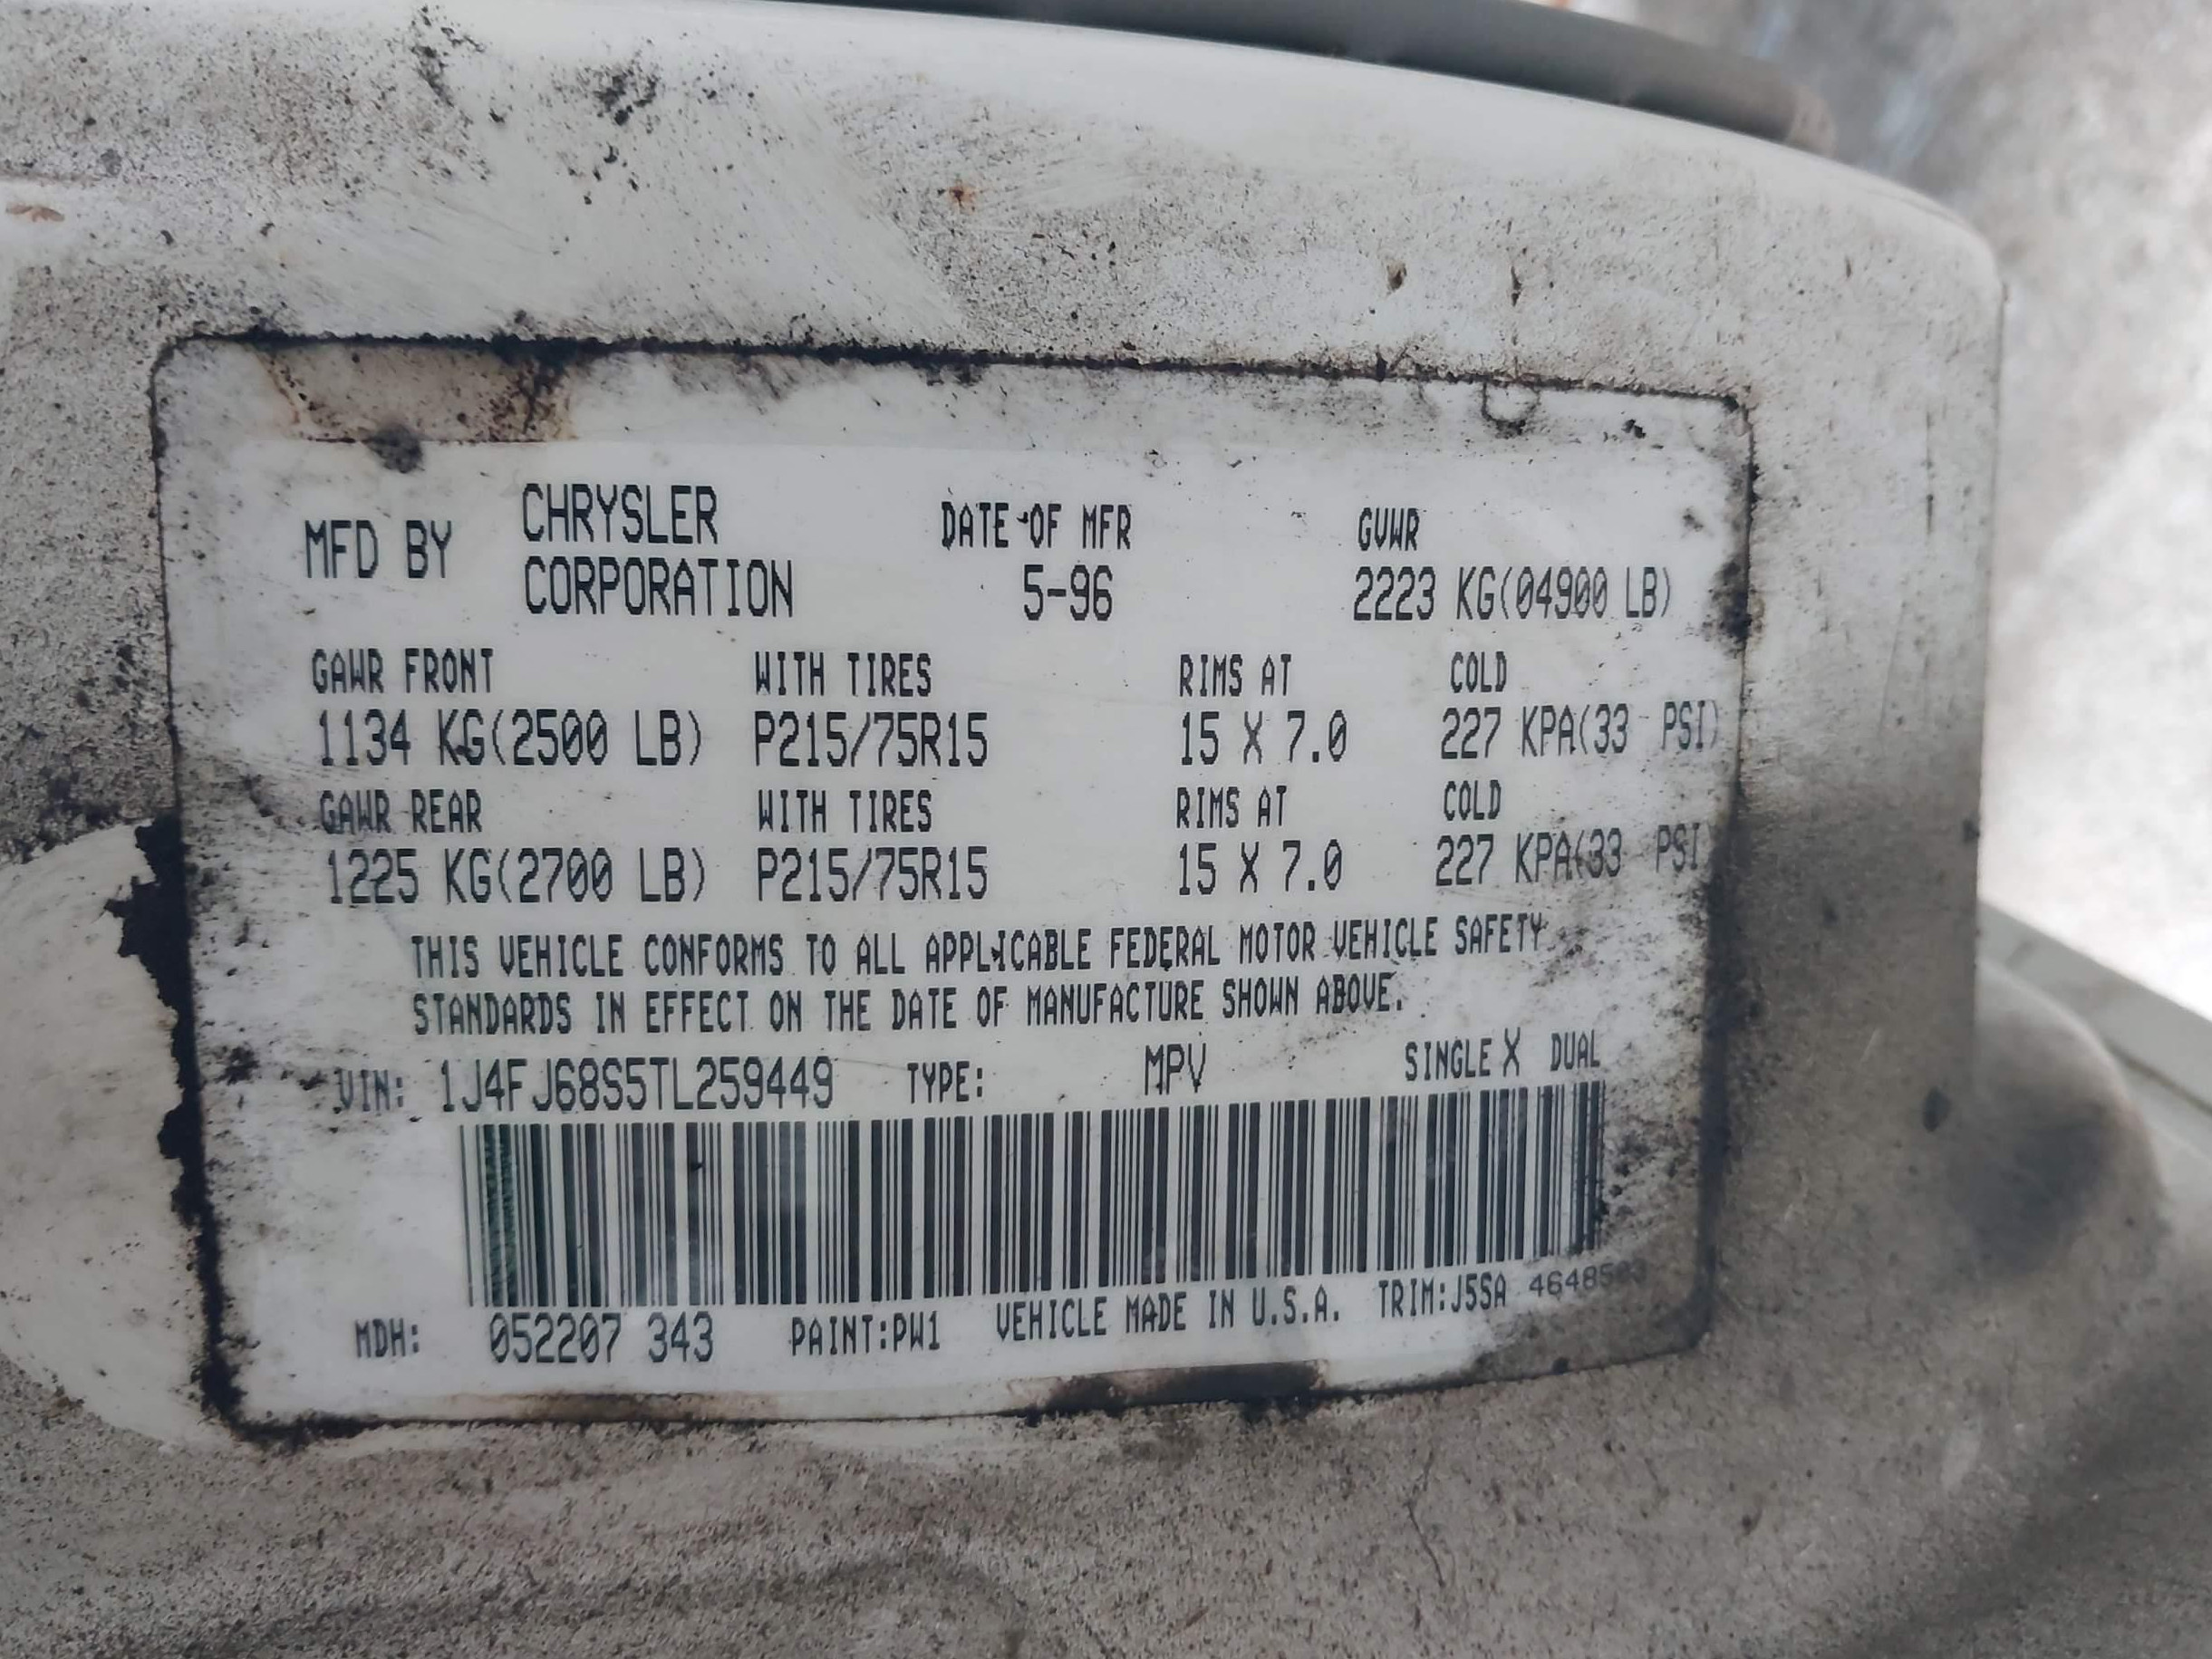 MFD BY CHRYSLER CORPORATION DATE OF MFR 5-96 GVWR 2223 KG(04900 LB)
GAWR FRONT WITH TIRES RIMS AT COLD
1134 KG(2500 LB) P215/75R15 15 X 7.0 227 KPA(33 PSI)
GAWR REAR WITH TIRES RIMS AT COLD
1225 KG(2700 LB) P215/75R15 15 X 7.0 227 KPA(33 PSI)
THIS VEHICLE CONFORMS TO ALL APPLICABLE FEDERAL MOTOR VEHICLE SAFETY
STANDARDS IN EFFECT ON THE DATE OF MANUFACTURE SHOWN ABOVE.
VIN: 1J4FJ68S5TL259449 TYPE: MPV SINGLE X DUAL
MDH: 052207 343 PAINT:PW1 VEHICLE MADE IN U.S.A. TRIM:J5SA